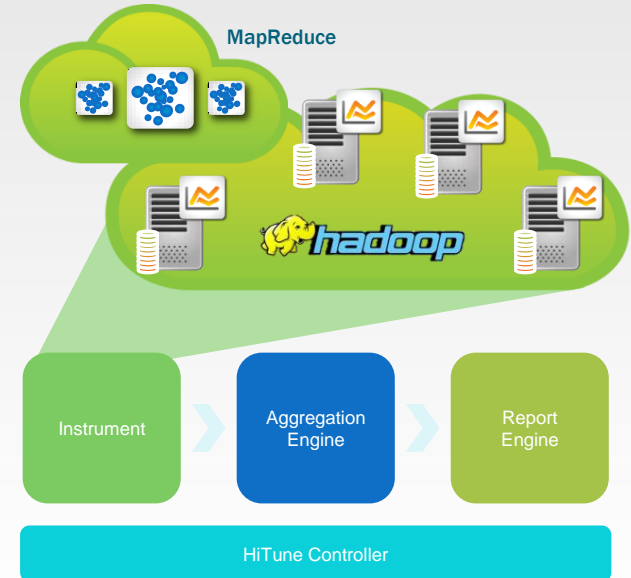 MapReduce
hadoop
Instrument
Aggregation
Engine
Report
Engine
HiTune Controller